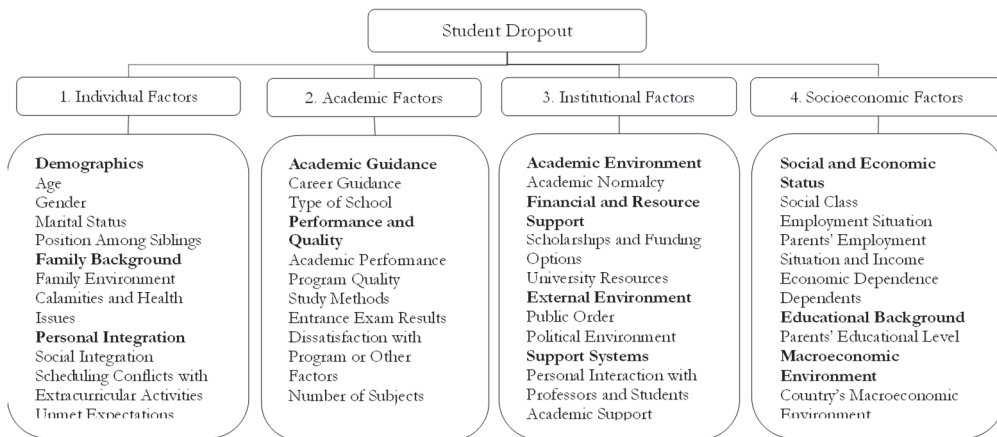 Student Dropout
1. Individual Factors
Demographics
Age
Gender
Marital Status
Position Among Siblings
Family Background
Family Environment
Calamities and Health
Issues
Personal Integration
Social Integration
Scheduling Conflicts with
Extracurricular Activities
Unmet Expectations
2. Academic Factors
Academic Guidance
Career Guidance
Type of School
Performance and
Quality
Academic Performance
Program Quality
Study Methods
Entrance Exam Results
Dissatisfaction with
Program or Other
Factors
Number of Subjects
3. Institutional Factors
Academic Environment
Academic Normalcy
Financial and Resource
Support
Scholarships and Funding
Options
University Resources
External Environment
Public Order
Political Environment
Support Systems
Personal Interaction with
Professors and Students
Academic Support
4. Socioeconomic Factors
Social and Economic
Status
Social Class
Employment Situation
Parents' Employment
Situation and Income
Economic Dependence
Dependents
Educational Background
Parents' Educational Level
Macroeconomic
Environment
Country's Macroeconomic
Environment